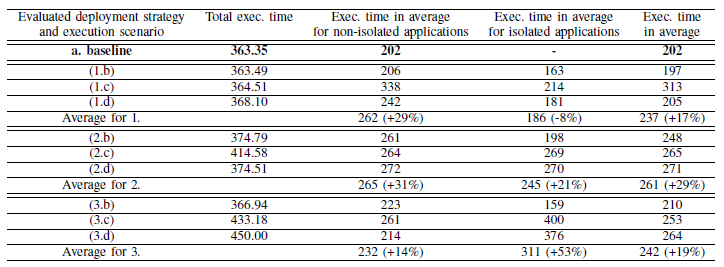 Evaluated deployment strategy Total exec. time Exec. time in average Exec. time in average Exec. time
and execution scenario for non-isolated applications for isolated applications in average
a. baseline 363.35 202 - 202
(1.b) 363.49 206 163 197
(1.c) 364.51 338 214 313
(1.d) 368.10 242 181 205
Average for 1. 262 (+29%) 186 (-8%) 237 (+17%)
(2.b) 374.79 261 198 248
(2.c) 414.58 264 269 265
(2.d) 374.51 272 270 271
Average for 2. 265 (+31%) 245 (+21%) 261 (+29%)
(3.b) 366.94 223 159 210
(3.c) 433.18 261 400 253
(3.d) 450.00 214 376 264
Average for 3. 232 (+14%) 311 (+53%) 242 (+19%)